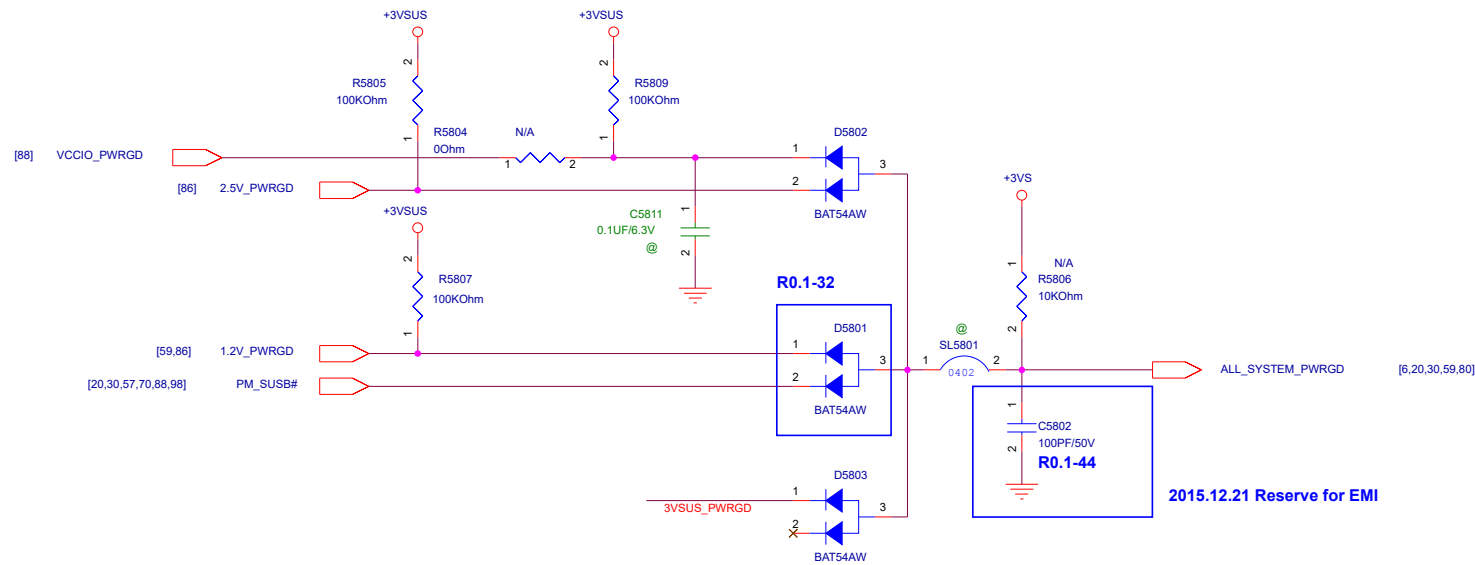 +3VSUS
+3VSUS
2
R5805
100KOhm
1
2
R5809
100KOhm
1
R5804
0Ohm
N/A
1
2
[88]
VCCIO_PWRGD
[86]
2.5V_PWRGD
D5802
1
2
3
BAT54AW
+3VSUS
C5811
0.1UF/6.3V
@
1
2
+3VS
2
R5807
100KOhm
1
R0.1-32
N/A
R5806
10KOhm
1
2
[59,86]
1.2V_PWRGD
[20,30,57,70,88,98]
PM_SUSB#
D5801
1
2
3
BAT54AW
@
SL5801
1
2
0402
ALL_SYSTEM_PWRGD
[6,20,30,59,80]
1
C5802
100PF/50V
2
R0.1-44
2015.12.21 Reserve for EMI
3VSUS_PWRGD
D5803
1
2
3
BAT54AW